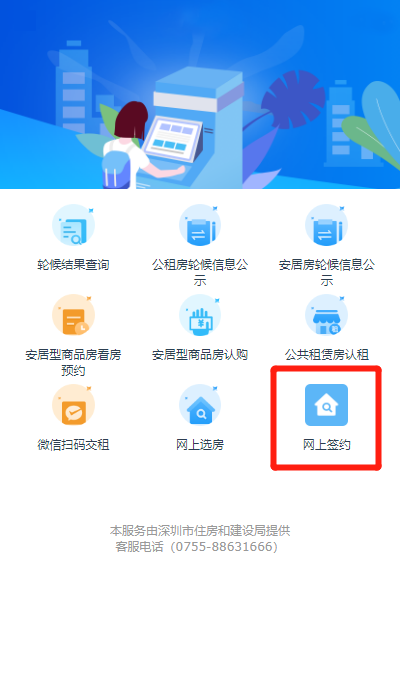 轮候结果查询
公租房轮候信息公
示
安居房轮候信息公
示
安居型商品房看房
预约
安居型商品房认购
公共租赁房认租
微信扫码交租
网上选房
网上签约
本服务由深圳市住房和建设局提供
客服电话（0755-88631666）